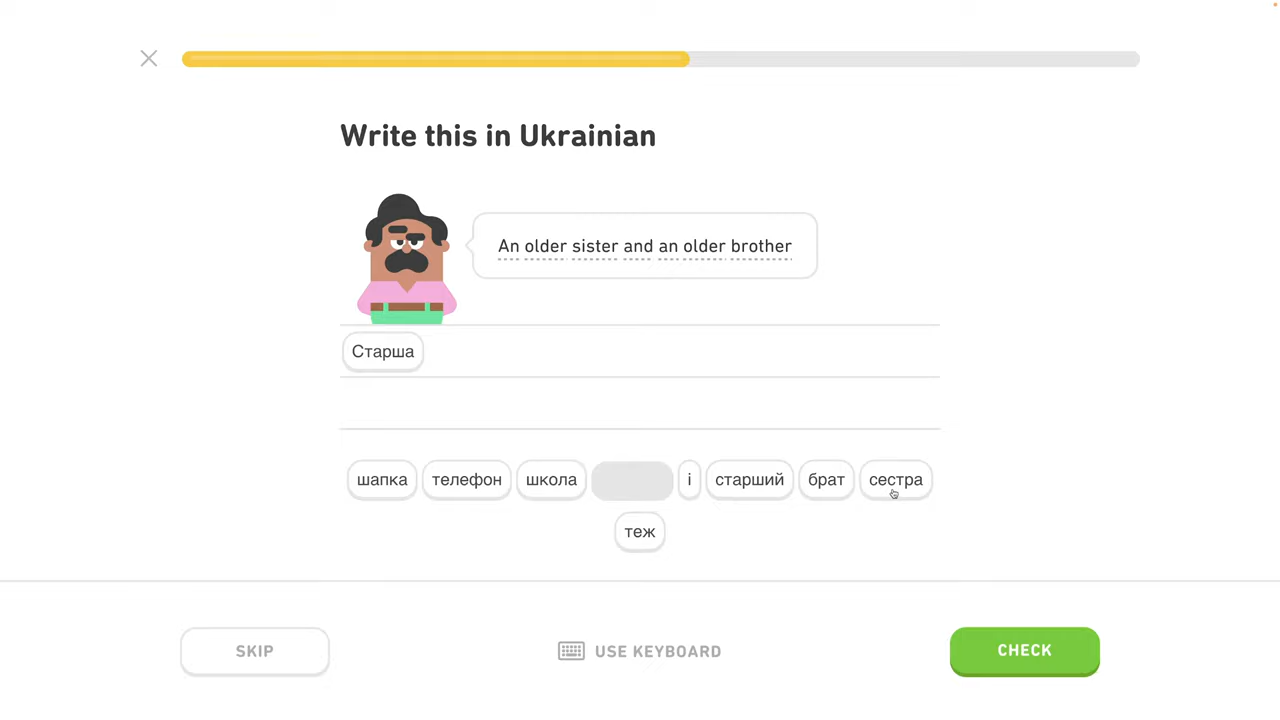 Write this in Ukrainian
An older sister and an older brother
Старша
шапка телефон школа і старший брат сестра
теж
SKIP USE KEYBOARD CHECK